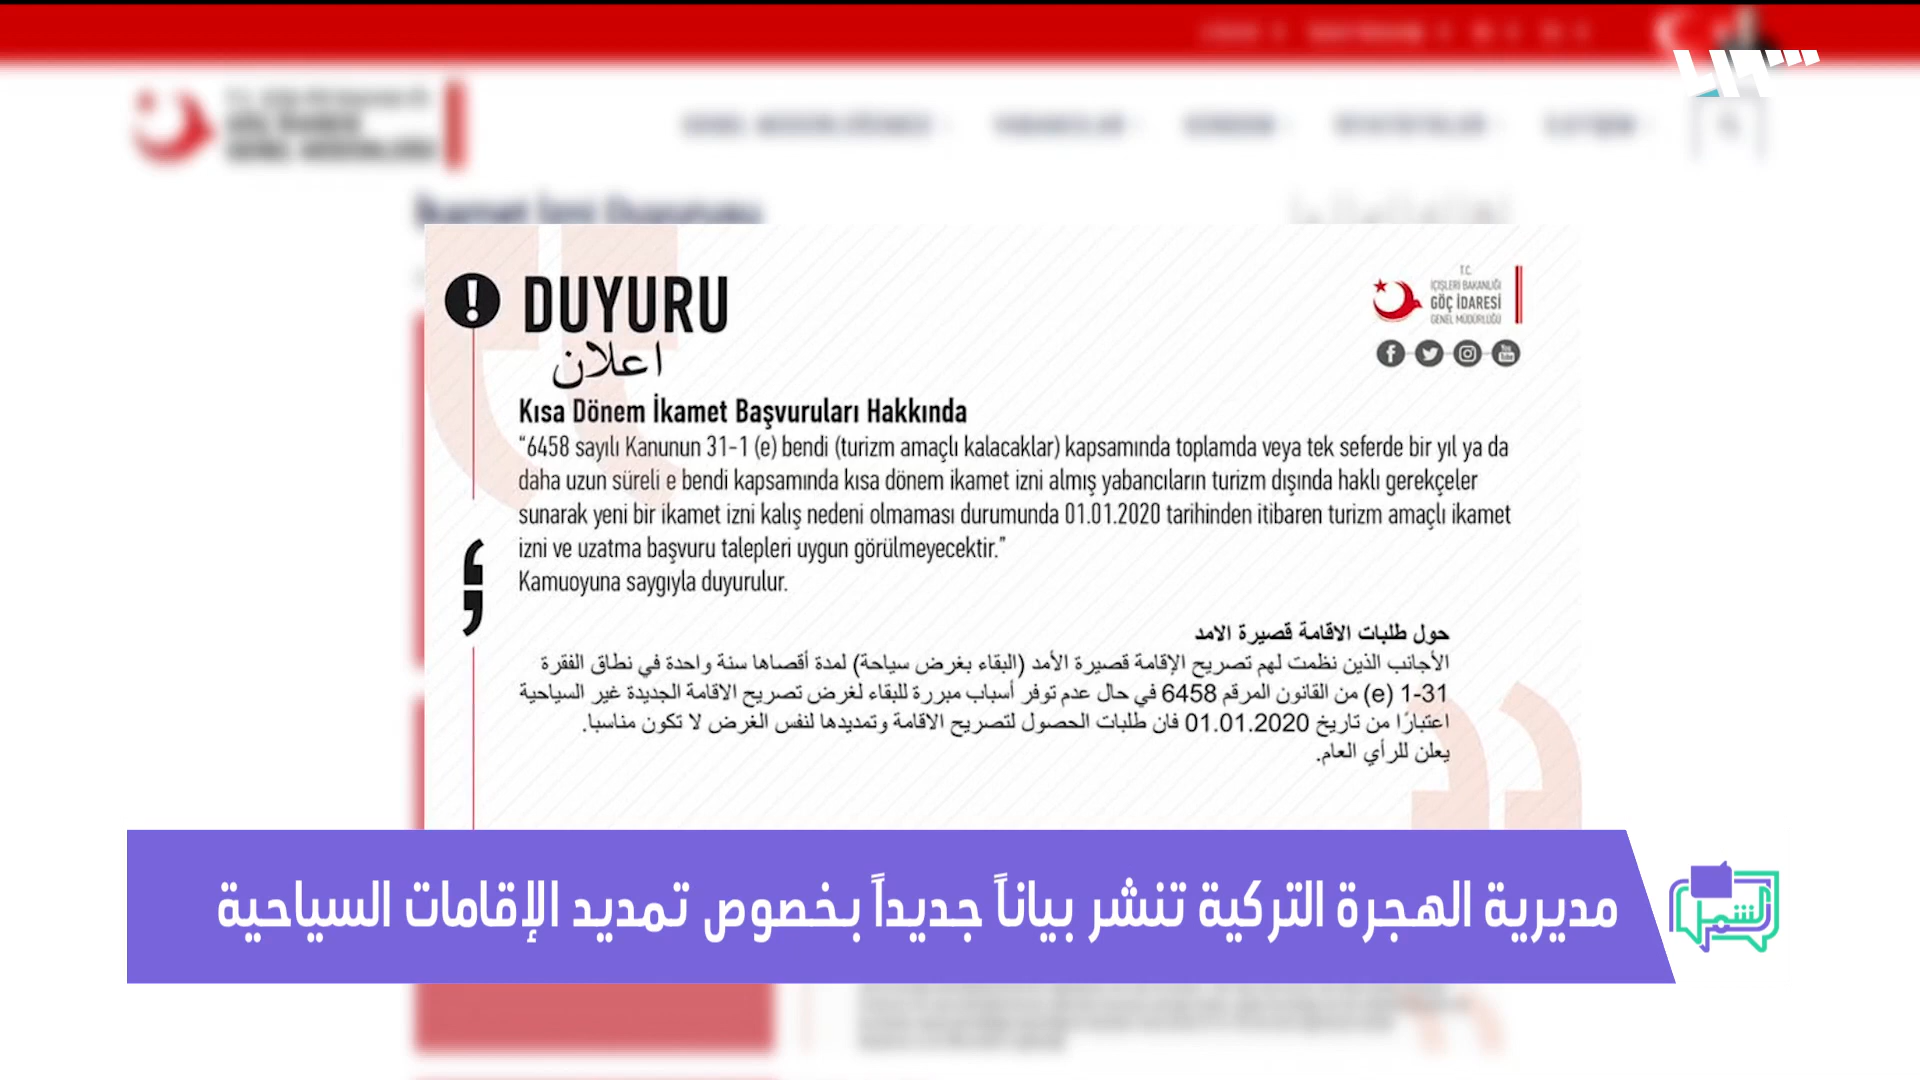 İkamet İzni Duyurusu
DUYURU
اعلان
T.C.
İÇİŞLERİ BAKANLIĞI
GÖÇ İDARESİ
GENEL MÜDÜRLÜĞÜ
Kısa Dönem İkamet Başvuruları Hakkında
“6458 sayılı Kanunun 31-1 (e) bendi (turizm amaçlı kalacaklar) kapsamında toplamda veya tek seferde bir yıl ya da
daha uzun süreli e bendi kapsamında kısa dönem ikamet izni almış yabancıların turizm dışında haklı gerekçeler
sunarak yeni bir ikamet izni kalış nedeni olmaması durumunda 01.01.2020 tarihinden itibaren turizm amaçlı ikamet
izni ve uzatma başvuru talepleri uygun görülmeyecektir.”
Kamuoyuna saygıyla duyurulur.
حول طلبات الاقامة قصيرة الامد
الأجانب الذين نظمت لهم تصريح الإقامة قصيرة الأمد (البقاء بغرض سياحة) لمدة أقصاها سنة واحدة في نطاق الفقرة
31-1 (e) من القانون المرقم 6458 في حال عدم توفر أسباب مبررة للبقاء لغرض تصريح الاقامة الجديدة غير السياحية
اعتبارًا من تاريخ 01.01.2020 فان طلبات الحصول لتصريح الاقامة وتمديدها لنفس الغرض لا تكون مناسبا.
يعلن للرأي العام.
مديرية الهجرة التركية تنشر بياناً جديداً بخصوص تمديد الإقامات السياحية